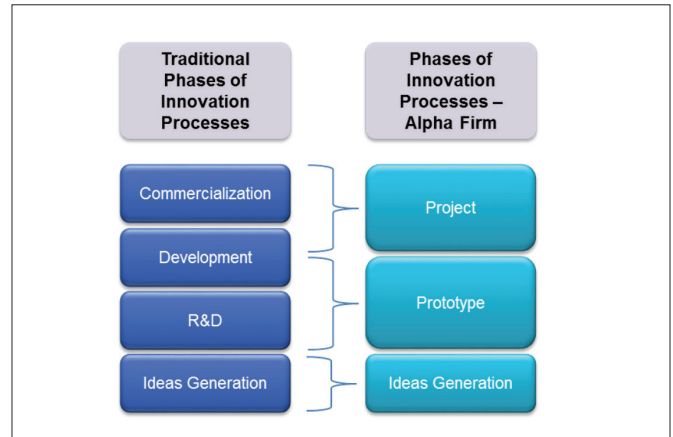 Traditional
Phases of
Innovation
Processes
Phases of
Innovation
Processes –
Alpha Firm
Commercialization
Development
R&D
Ideas Generation
Project
Prototype
Ideas Generation